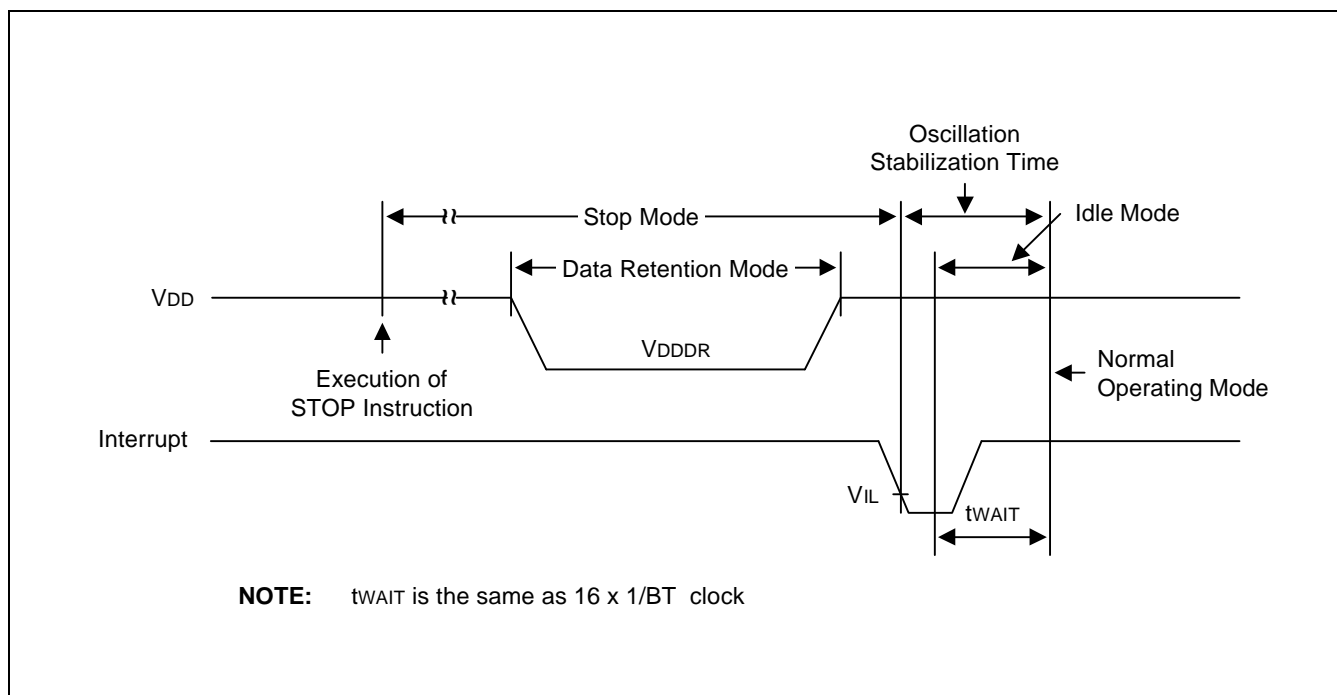 Oscillation
Stabilization Time
Stop Mode
Idle Mode
Data Retention Mode
VDD
VDDDR
Execution of
STOP Instruction
Normal
Operating Mode
Interrupt
VIL
tWAIT
NOTE: tWAIT is the same as 16 x 1/BT clock